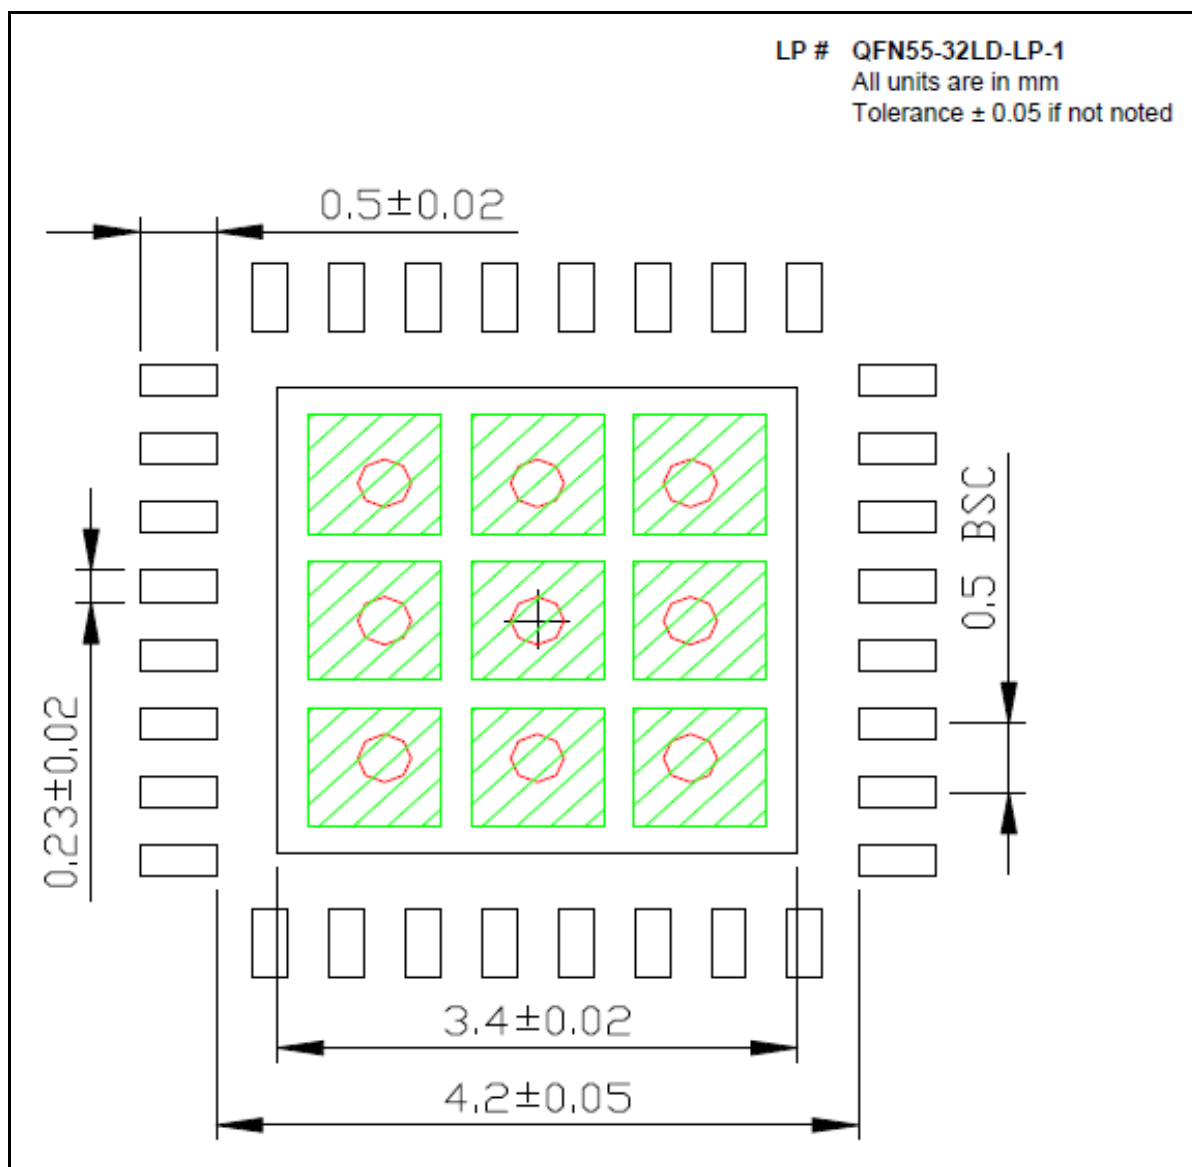 LP # QFN55-32LD-LP-1
All units are in mm
Tolerance ± 0.05 if not noted
0.5±0.02
0.5 BSC
0.23±0.02
3.4±0.02
4.2±0.05